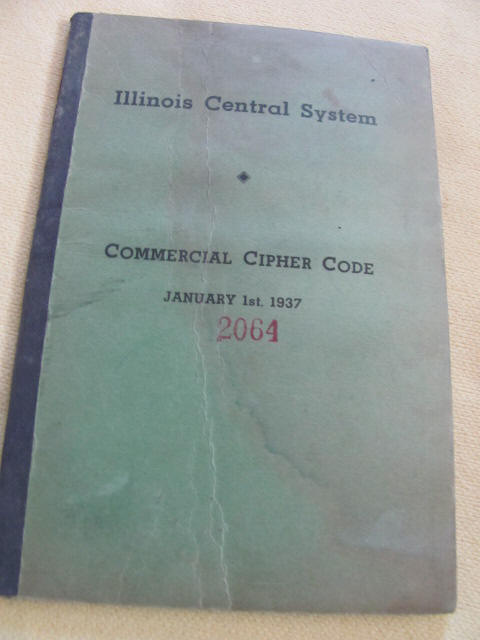 Illinois Central System
COMMERCIAL CIPHER CODE
JANUARY 1st. 1937
2064